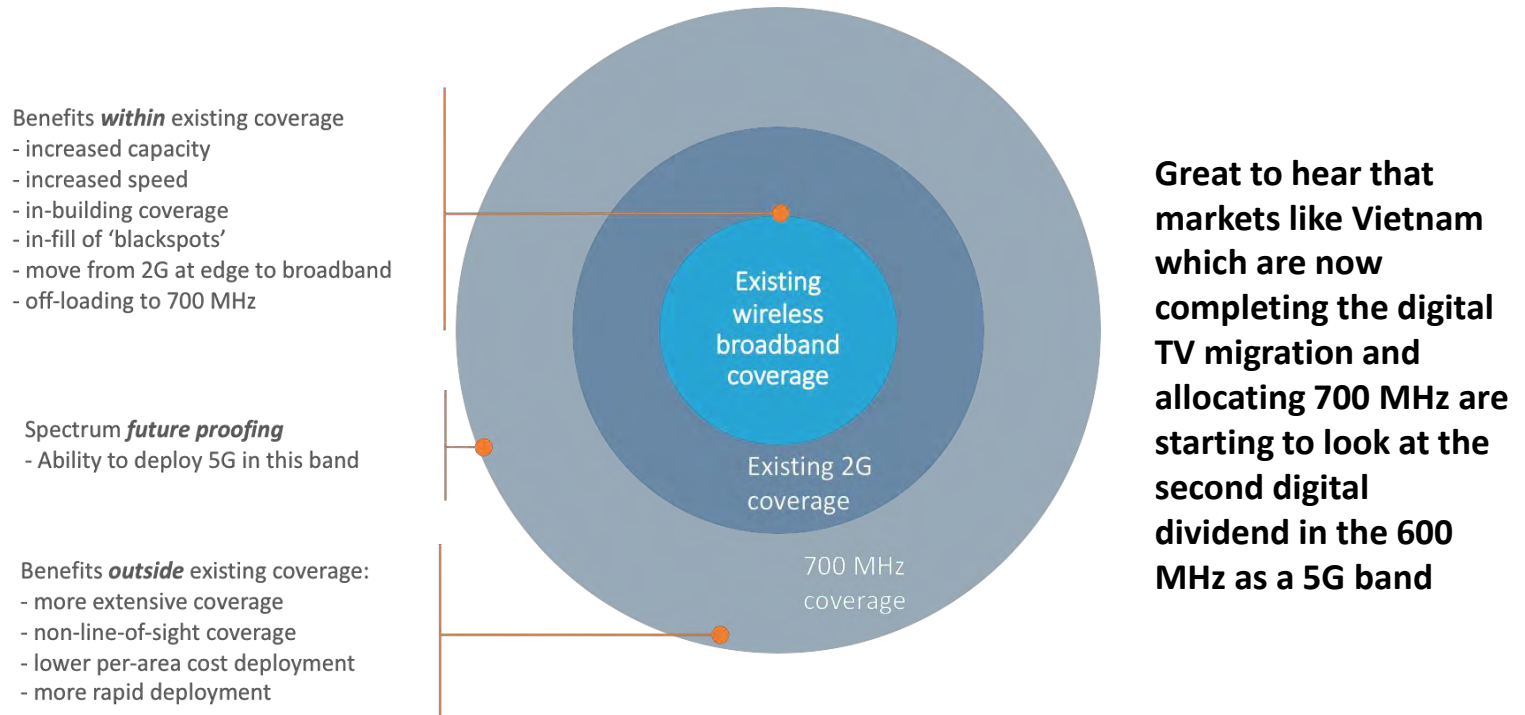 Benefits within existing coverage
- increased capacity
- increased speed
- in-building coverage
- in-fill of ‘blackspots’
- move from 2G at edge to broadband
- off-loading to 700 MHz
Spectrum future proofing
- Ability to deploy 5G in this band
Benefits outside existing coverage:
- more extensive coverage
- non-line-of-sight coverage
- lower per-area cost deployment
- more rapid deployment
Existing
wireless
broadband
coverage
Existing 2G
coverage
700 MHz
coverage
Great to hear that
markets like Vietnam
which are now
completing the digital
TV migration and
allocating 700 MHz are
starting to look at the
second digital
dividend in the 600
MHz as a 5G band